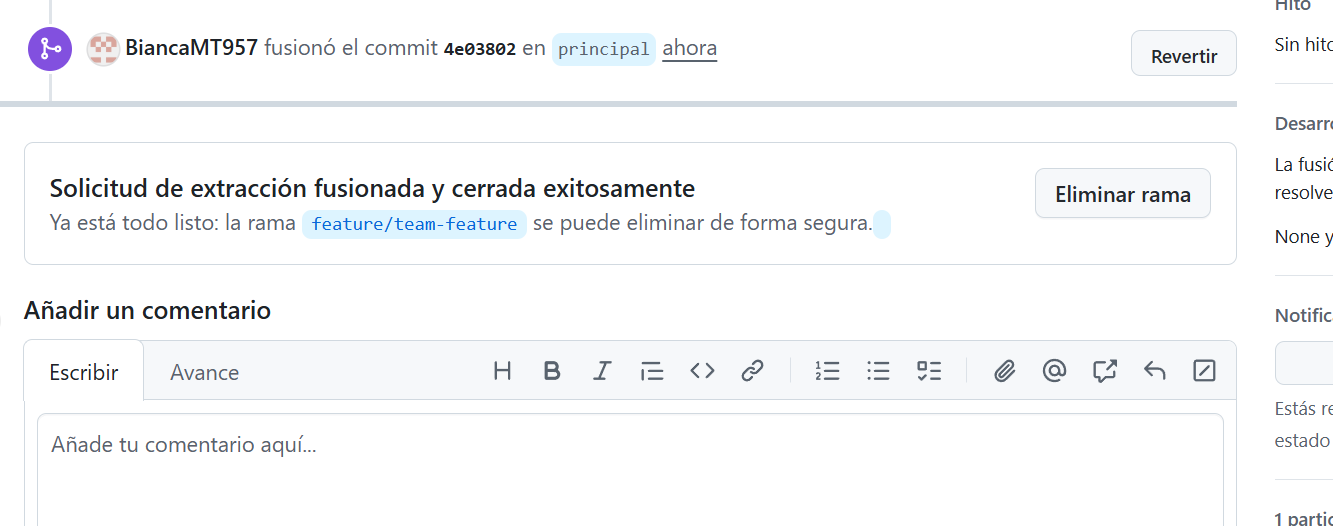 BiancaMT957 fusionó el commit 4e03802 en principal ahora
Revertir
Solicitud de extracción fusionada y cerrada exitosamente
Ya está todo listo: la rama feature/team-feature se puede eliminar de forma segura.
Eliminar rama
Añadir un comentario
Escribir
Avance
Añade tu comentario aquí...
Hito
Sin hito
Desarro
La fusió
resolve
None y
Notifica
Estás re
estado
1 partic